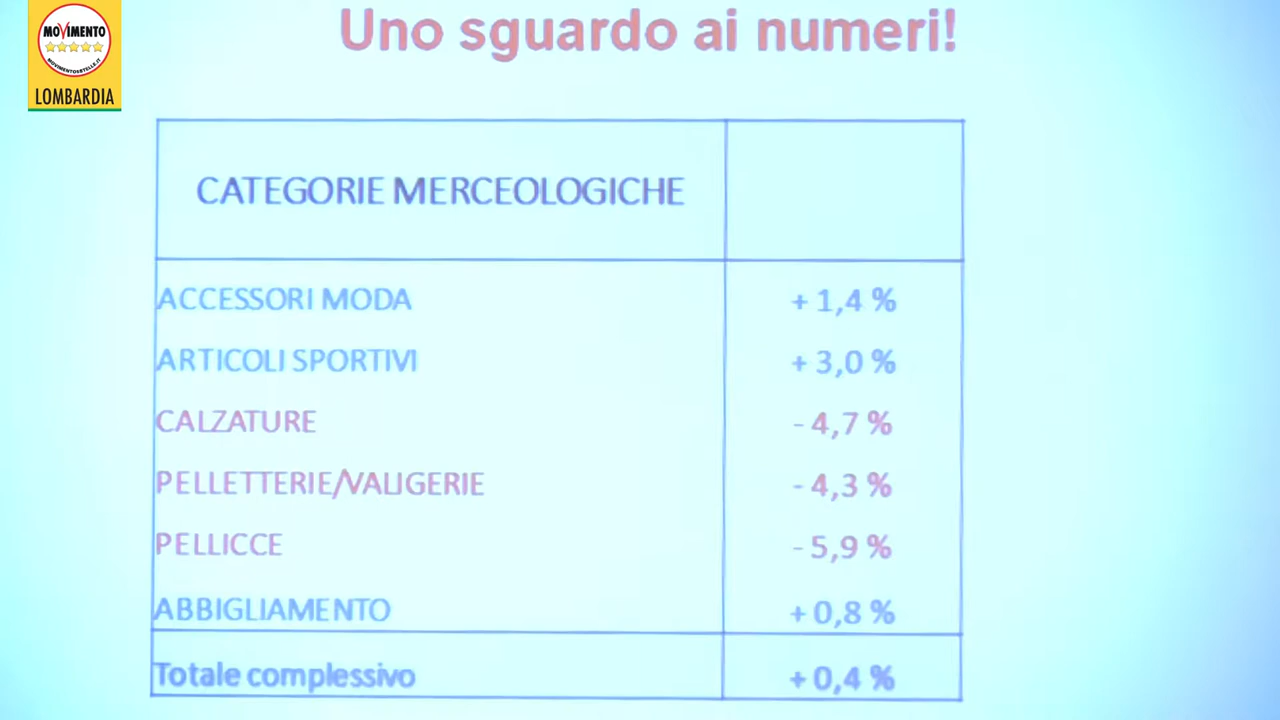 MOVIMENTO
MOVIMENTO5STELLE.IT
LOMBARDIA
Uno sguardo ai numeri!
CATEGORIE MERCEOLOGICHE
ACCESSORI MODA + 1,4 %
ARTICOLI SPORTIVI + 3,0 %
CALZATURE - 4,7 %
PELLETTERIE/VALIGERIE - 4,3 %
PELLICCE - 5,9 %
ABBIGLIAMENTO + 0,8 %
Totale complessivo + 0,4 %